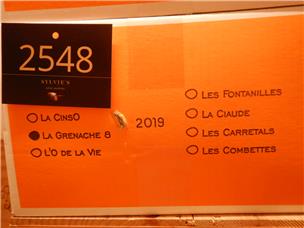 2548
SYLVIE'S
La CinsO
La Grenache 8
L'O de la Vie
2019
Les Fontanilles
La Ciaude
Les Carretals
Les Combettes